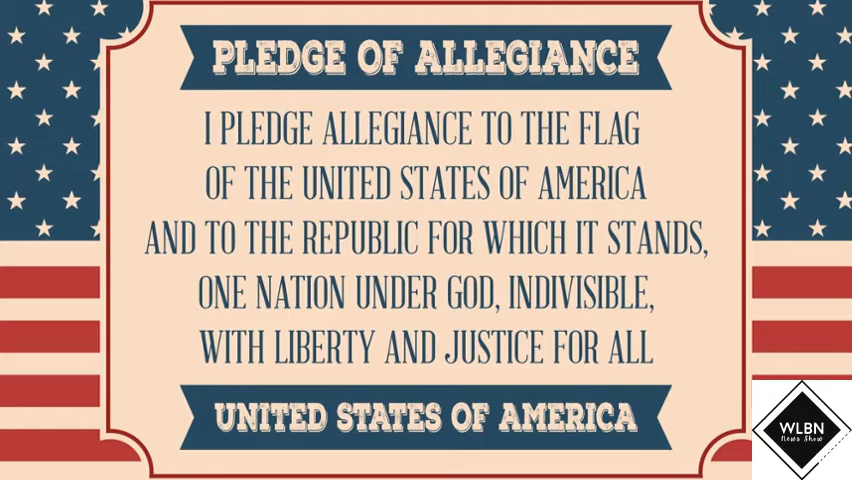 PLEDGE OF ALLEGIANCE
I PLEDGE ALLEGIANCE TO THE FLAG
OF THE UNITED STATES OF AMERICA
AND TO THE REPUBLIC FOR WHICH IT STANDS,
ONE NATION UNDER GOD, INDIVISIBLE,
WITH LIBERTY AND JUSTICE FOR ALL
UNITED STATES OF AMERICA
WLBN
News Show